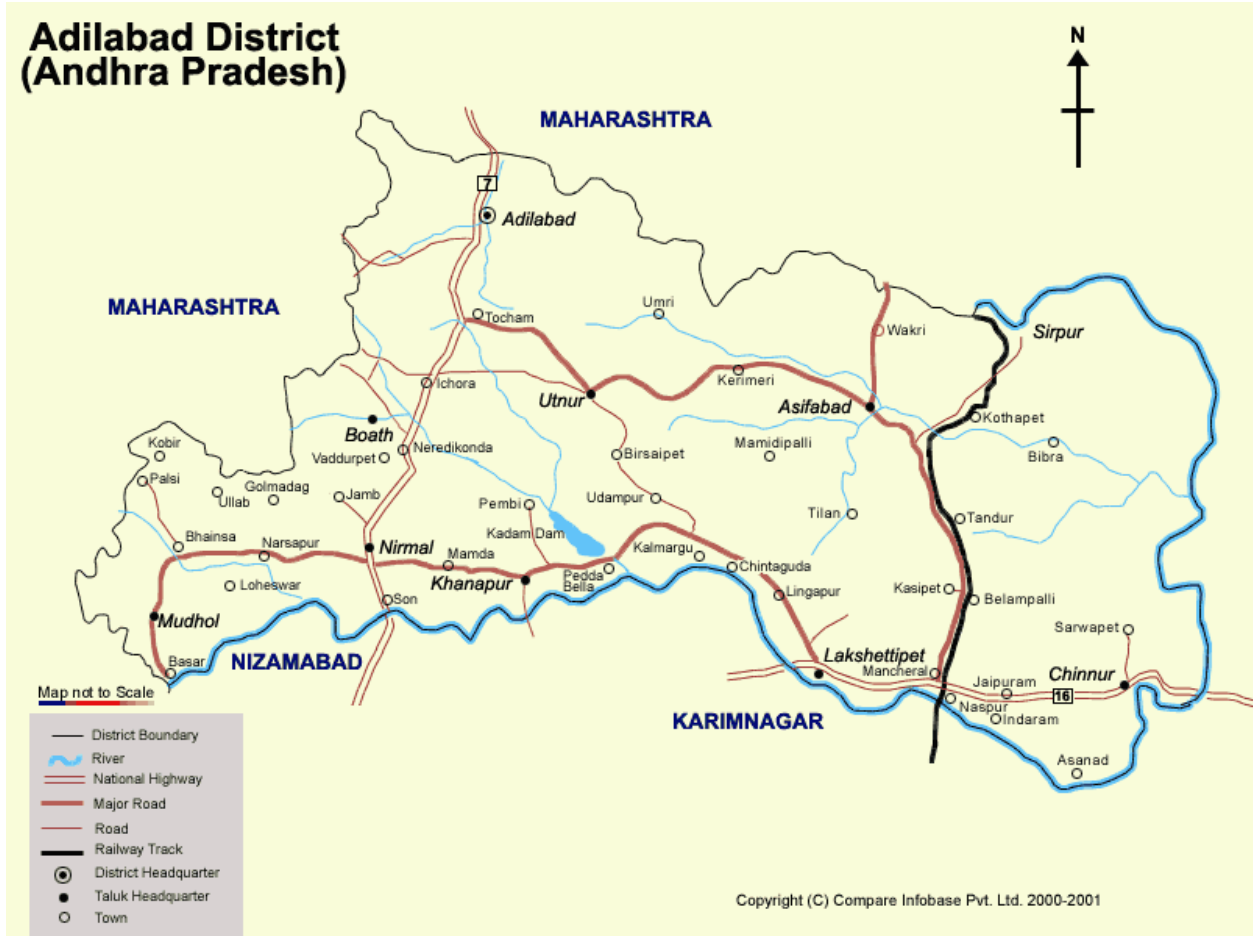 Adilabad District
(Andhra Pradesh)
N
MAHARASHTRA
7
Adilabad
MAHARASHTRA
Umri
Tocham
Wakri
Sirpur
Ichora
Kerimeri
Utnur
Asifabad
Kothapet
Boath
Kobir
Vaddurpet
Neredikonda
Birsaipet
Mamidipalli
Bibra
Palsi
Ullab
Golmadag
Jamb
Pembi
Udampur
Tilan
Tandur
Bhainsa
Narsapur
Nirmal
Mamda
Kadam Dam
Kalmargu
Chintaguda
Khanapur
Pedda
Bella
Loheswar
Son
Lingapur
Kasipet
Belampalli
Mudhol
Sarwapet
Basar
NIZAMABAD
Lakshettipet
Mancheral
Jaipuram
Chinnur
16
Naspur
Indaram
KARIMNAGAR
Asanad
Map not to Scale
District Boundary
River
National Highway
Major Road
Road
Railway Track
District Headquarter
Taluk Headquarter
Town
Copyright (C) Compare Infobase Pvt. Ltd. 2000-2001